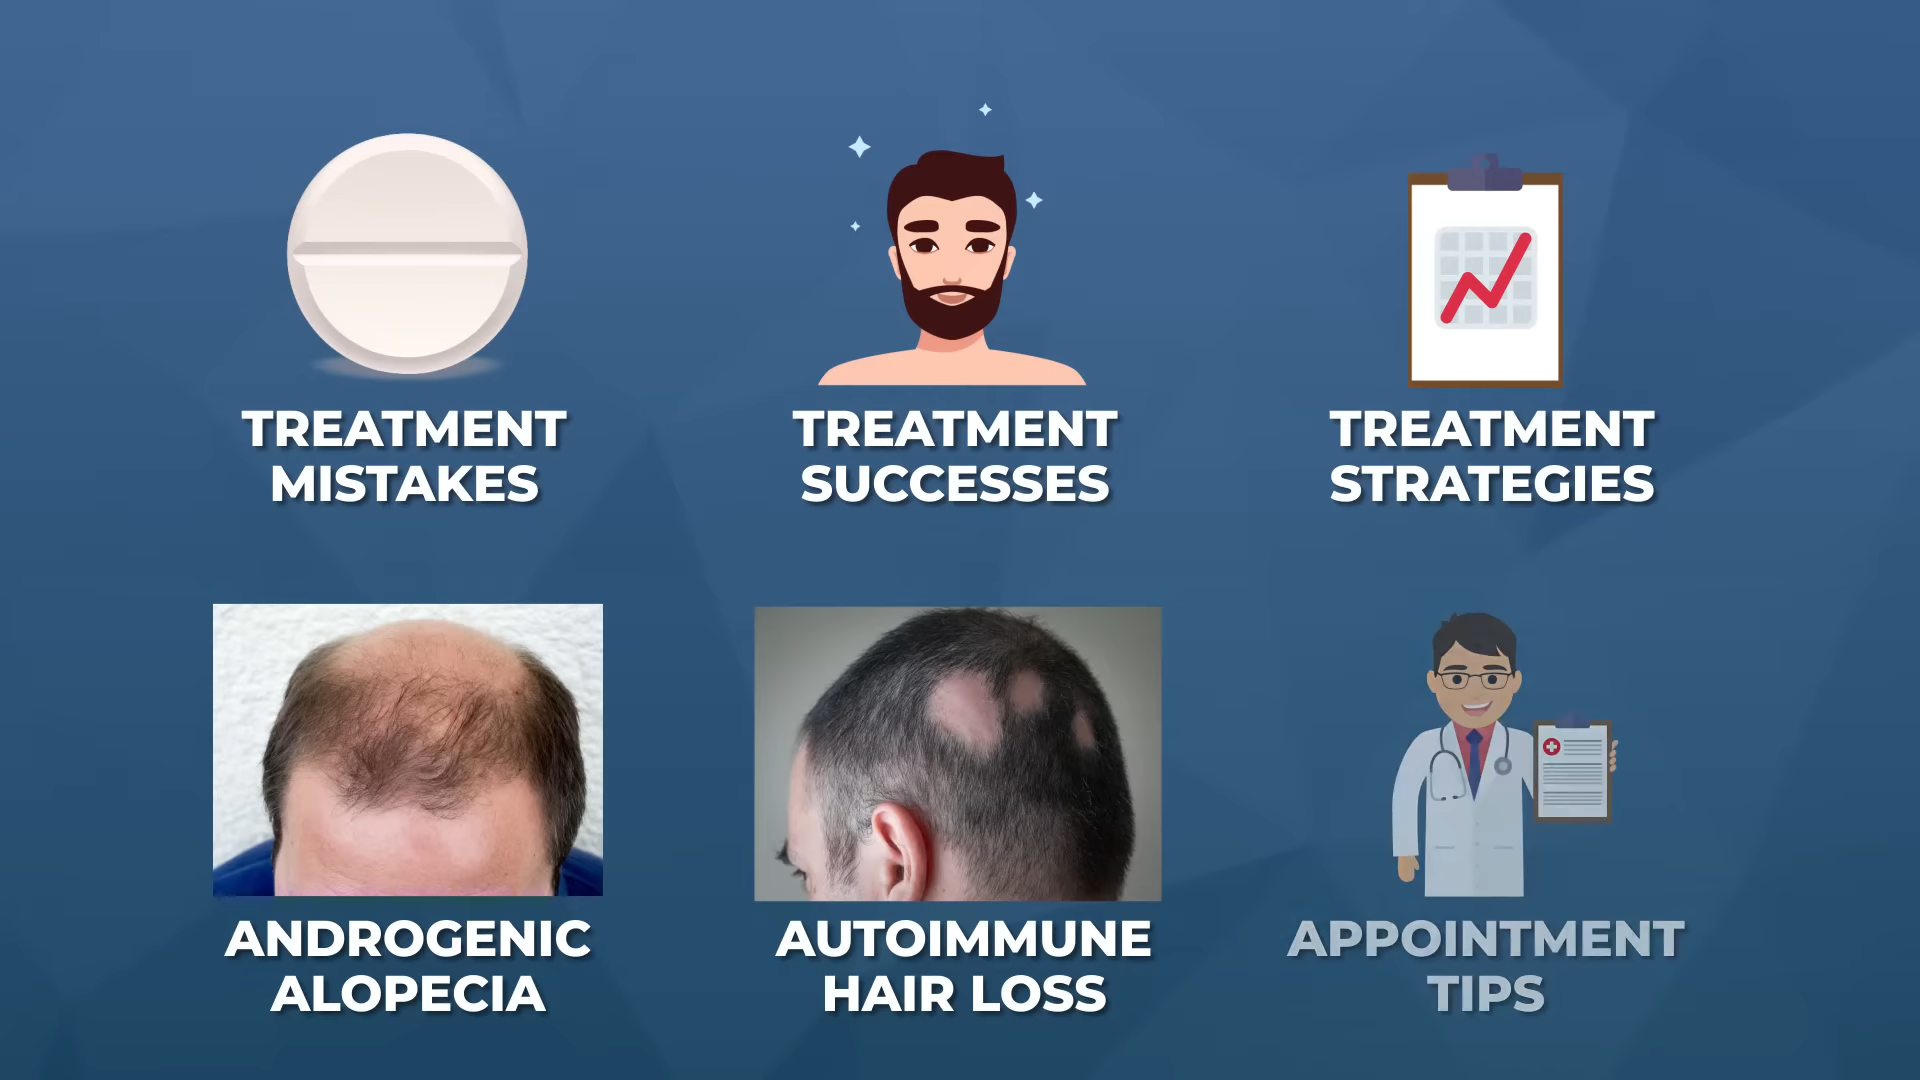 TREATMENT
MISTAKES
TREATMENT
SUCCESSES
TREATMENT
STRATEGIES
ANDROGENIC
ALOPECIA
AUTOIMMUNE
HAIR LOSS
APPOINTMENT
TIPS